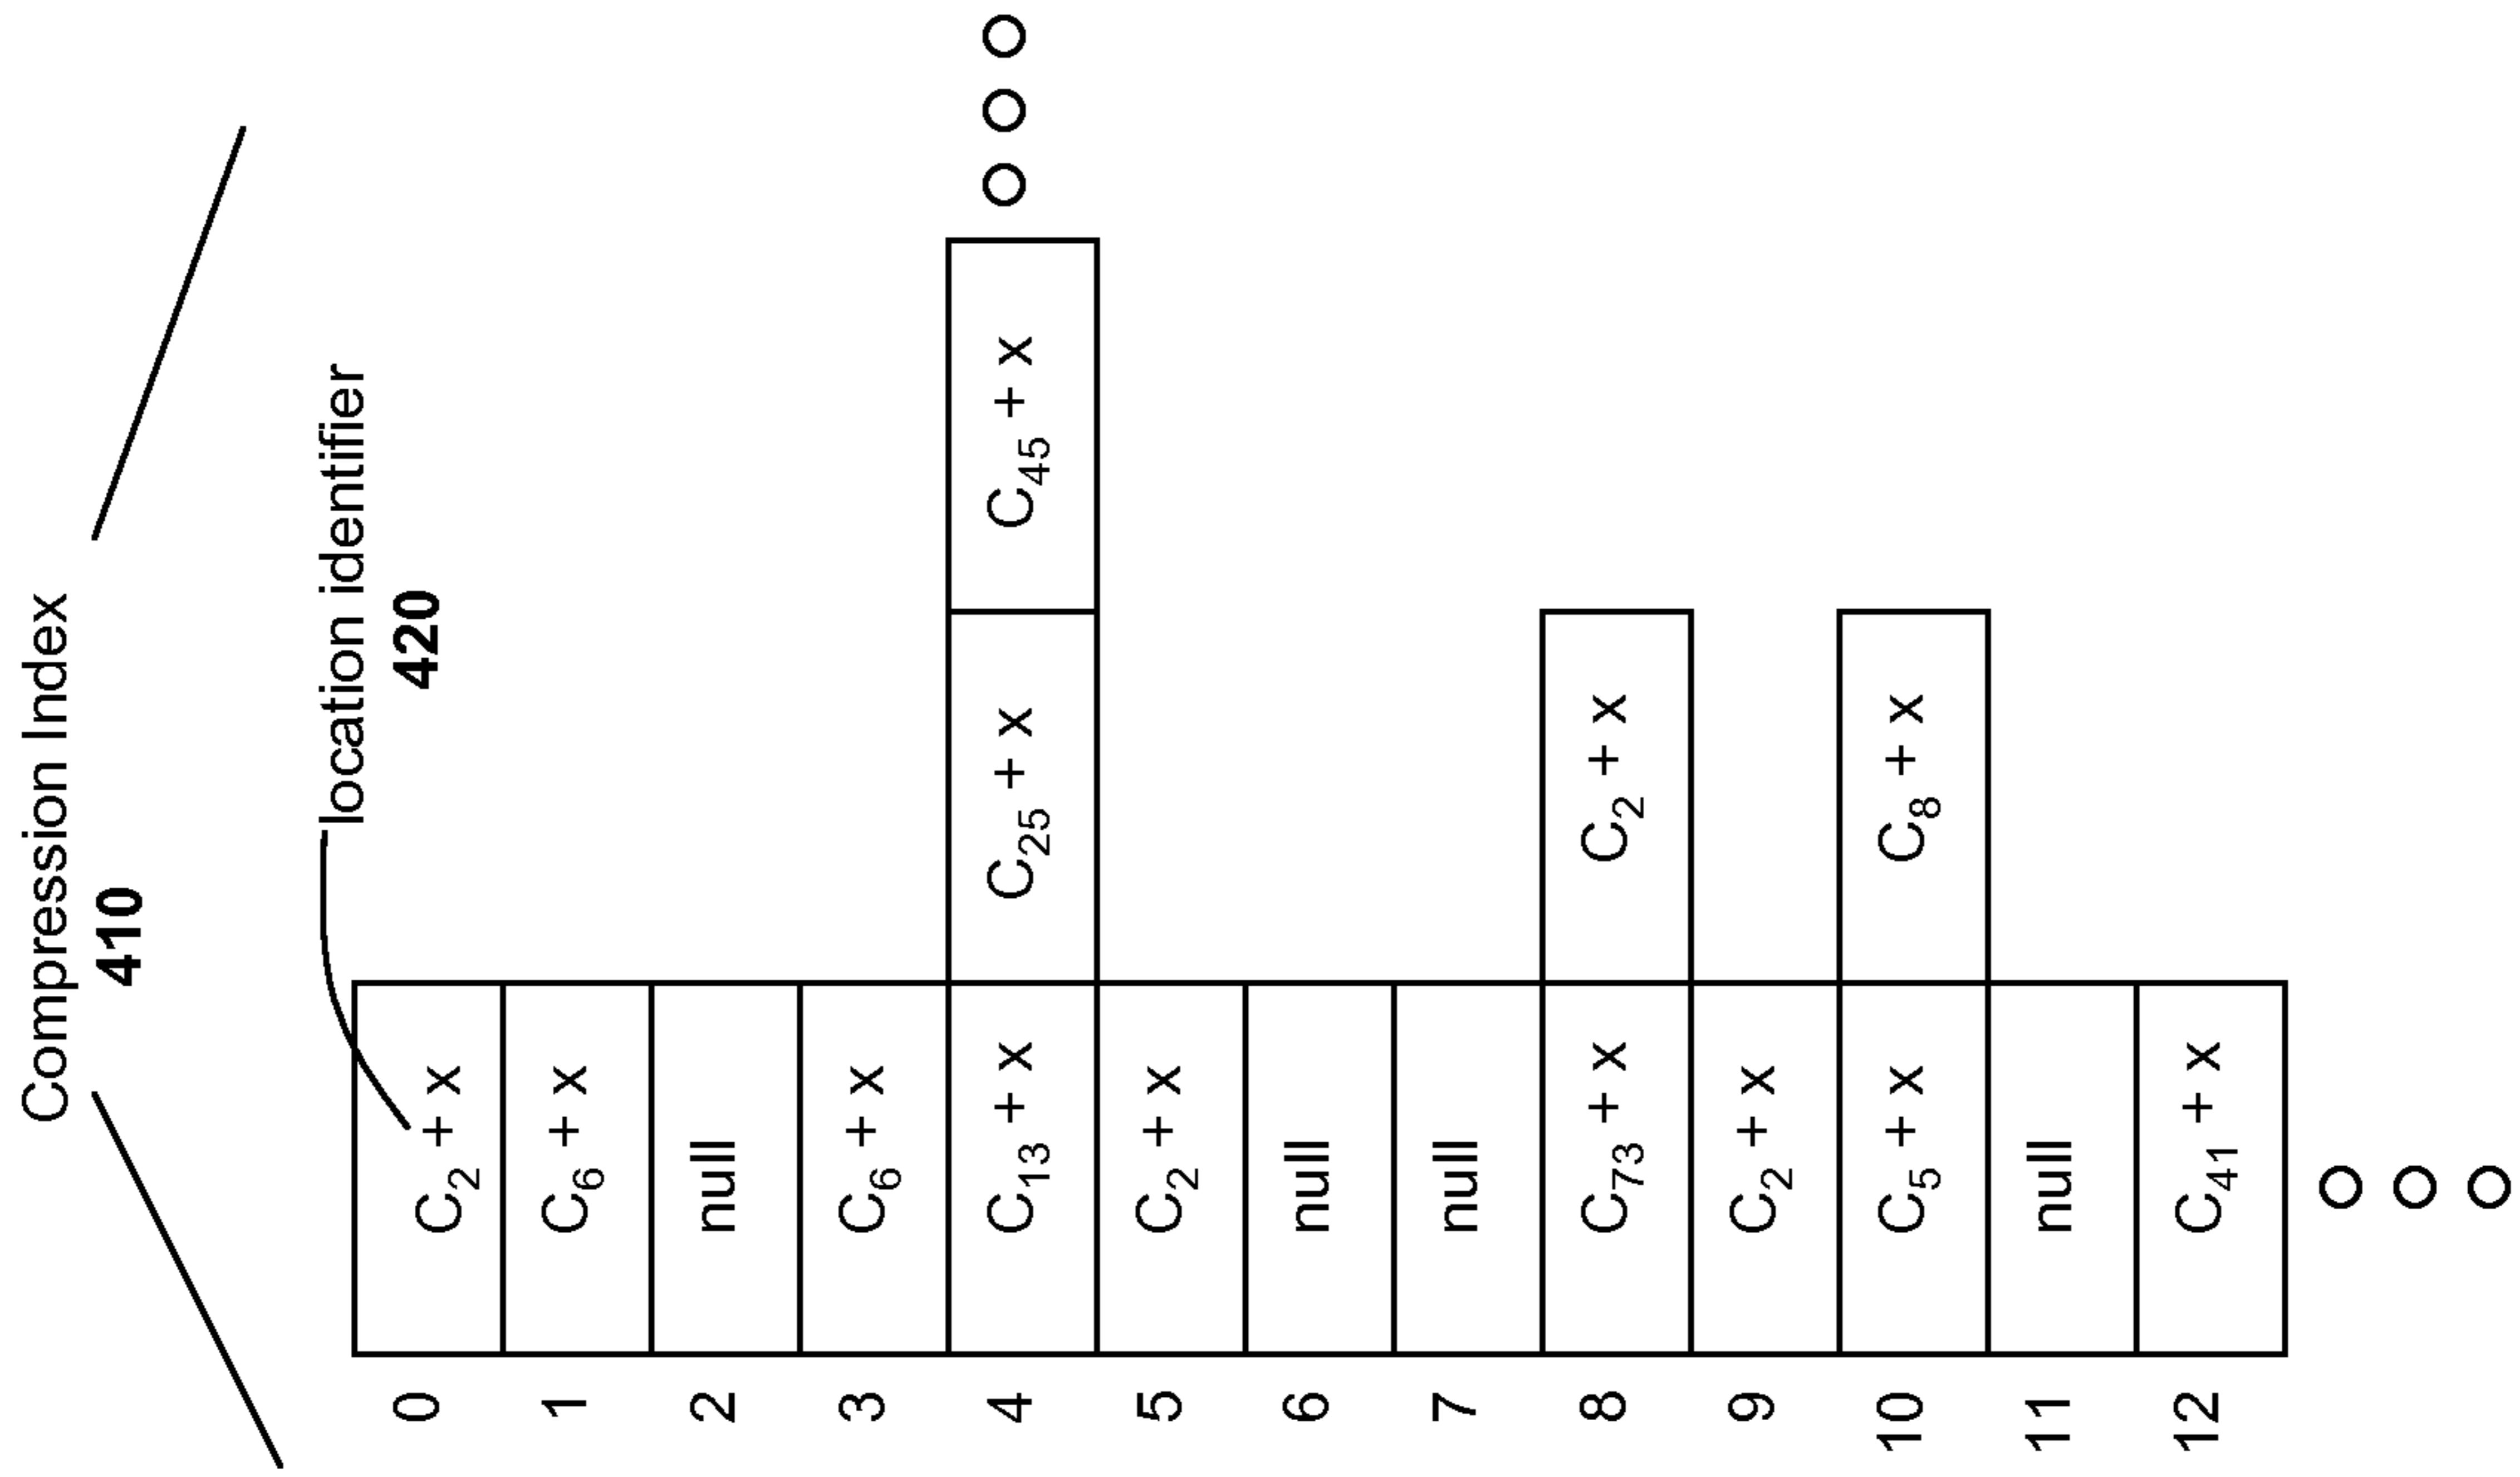 Compression Index
410
location identifier
420
0 C₂ + x
1 C₆ + x
2 null
3 C₆ + x
4 C₁₃ + x C₂₅ + x C₄₅ + x
5 C₂ + x
6 null
7 null
8 C₇₃ + x C₂ + x
9 C₂ + x
10 C₅ + x C₈ + x
11 null
12 C₄₁ + x